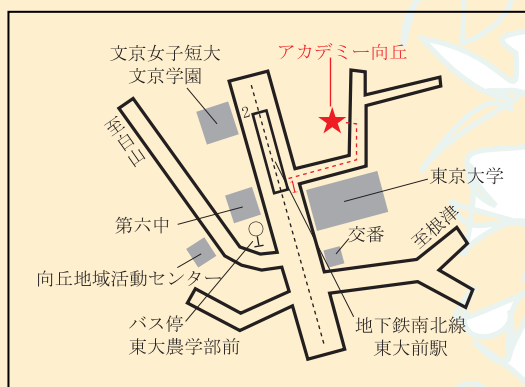 アカデミー向丘
文京女子短大
文京学園
2
至白山
1
東京大学
第六中
交番
至根津
向丘地域活動センター
バス停
東大農学部前
地下鉄南北線
東大前駅